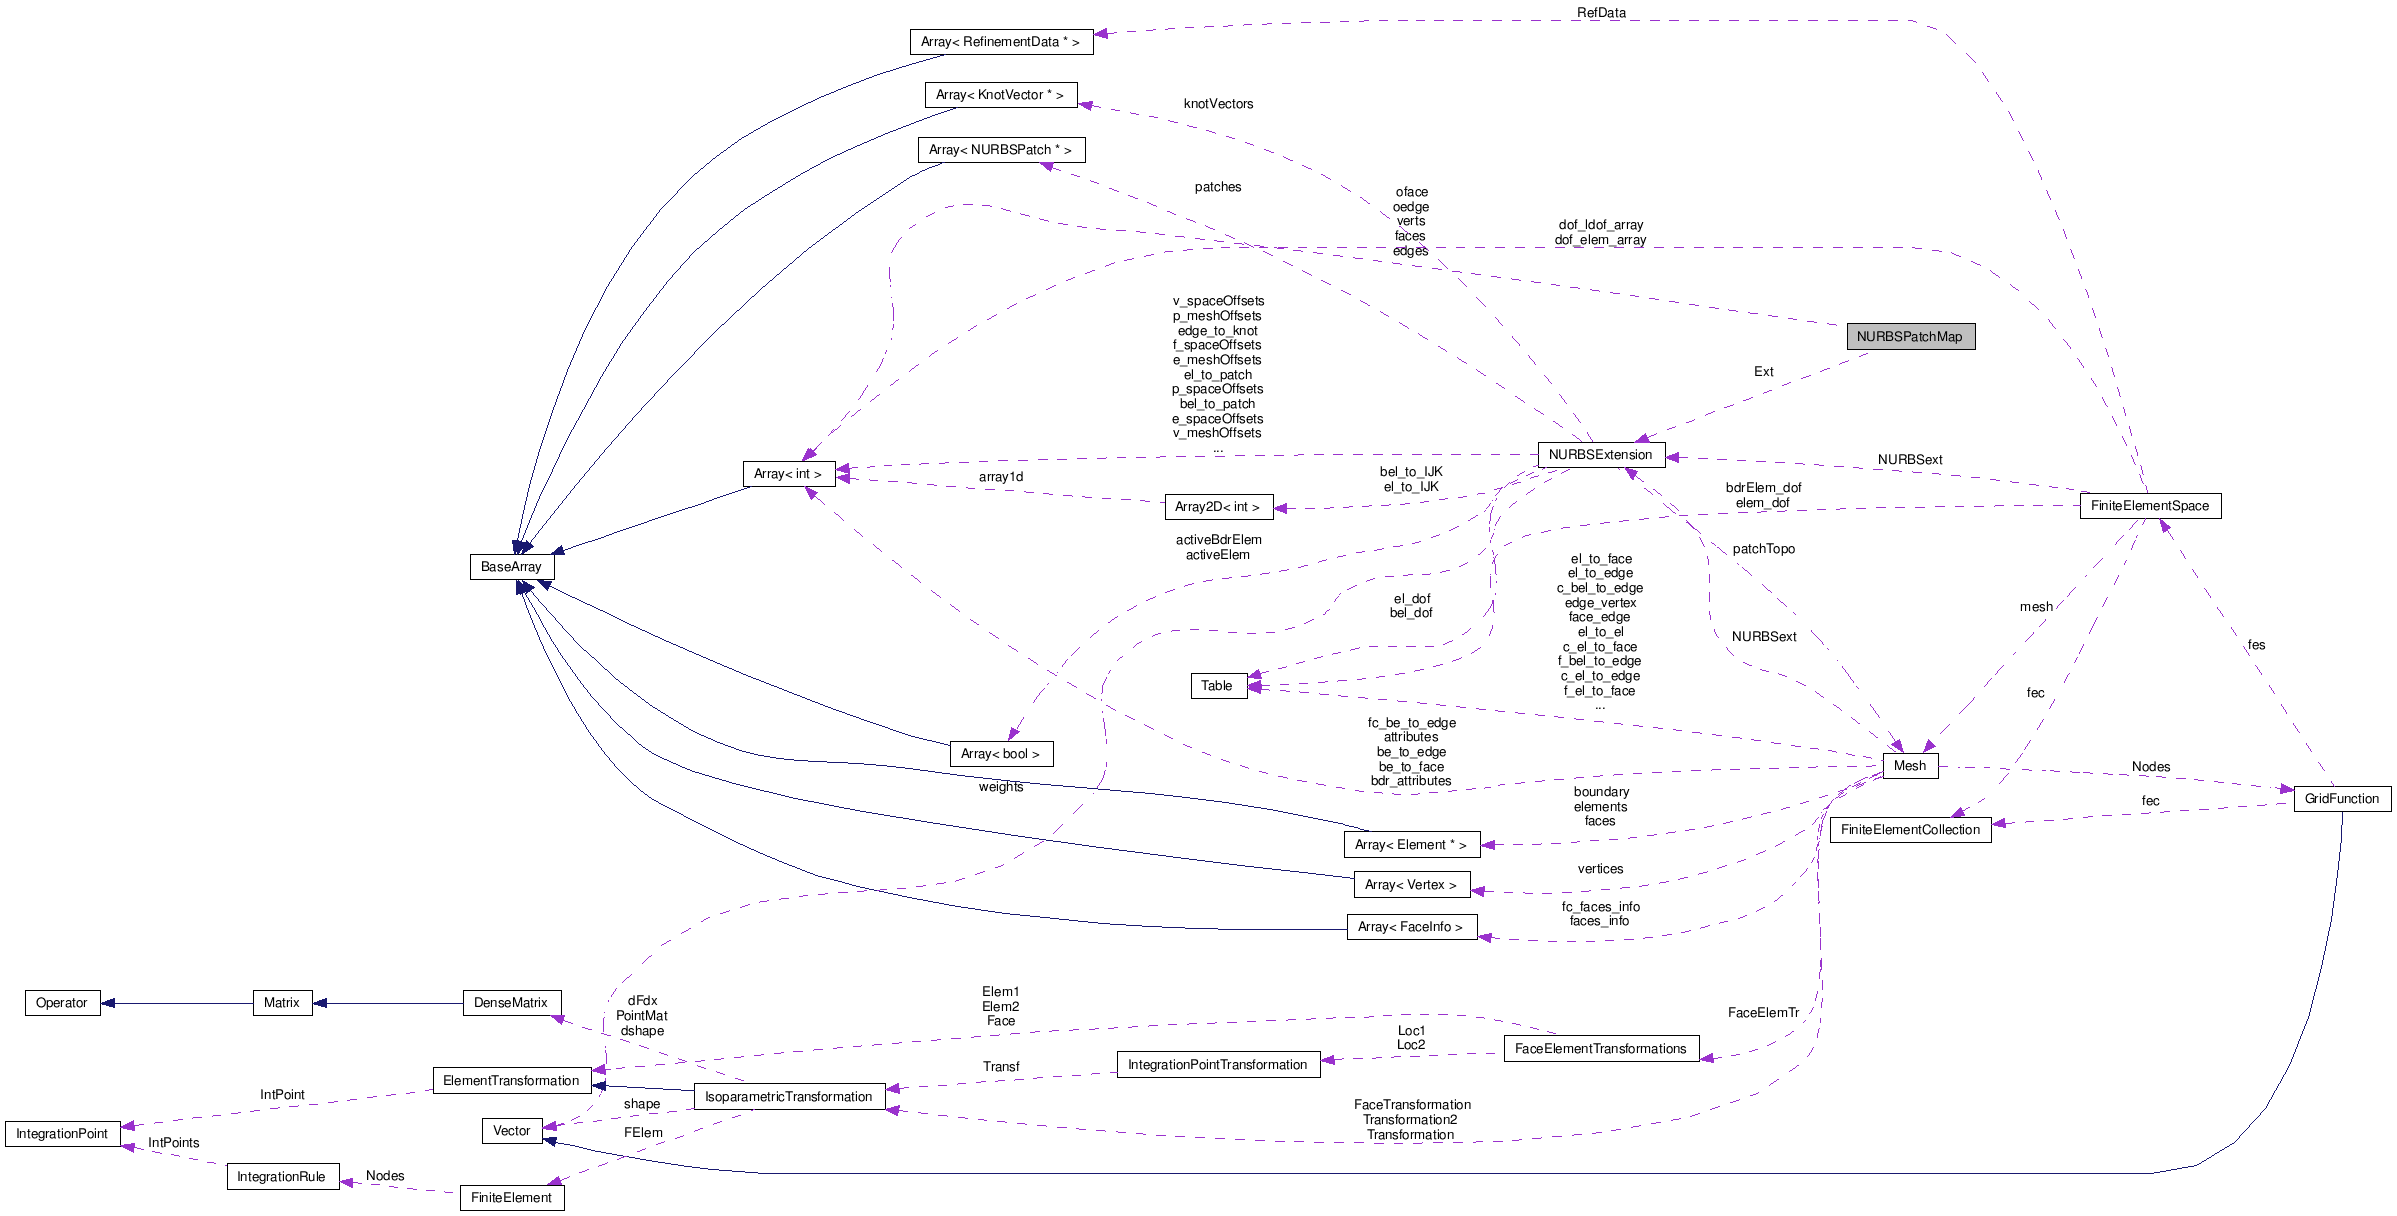 RefData
Array< RefinementData * >
Array< KnotVector * >
knotVectors
Array< NURBSPatch * >
patches
oface
oedge
verts
faces
edges
dof_ldof_array
dof_elem_array
v_spaceOffsets
p_meshOffsets
edge_to_knot
f_spaceOffsets
e_meshOffsets
el_to_patch
p_spaceOffsets
bel_to_patch
e_spaceOffsets
v_meshOffsets
...
NURBSPatchMap
Ext
NURBSExtension
NURBSext
Array< int >
array1d
bel_to_IJK
el_to_IJK
Array2D< int >
bdrElem_dof
elem_dof
FiniteElementSpace
activeBdrElem
activeElem
patchTopo
BaseArray
el_dof
bel_dof
el_to_face
el_to_edge
c_bel_to_edge
edge_vertex
face_edge
el_to_el
c_el_to_face
f_bel_to_edge
c_el_to_edge
f_el_to_face
...
mesh
NURBSext
fes
Table
fec
fc_be_to_edge
attributes
be_to_edge
be_to_face
bdr_attributes
Array< bool >
Mesh
Nodes
weights
boundary
elements
faces
fec
GridFunction
FiniteElementCollection
Array< Element * >
vertices
Array< Vertex >
fc_faces_info
faces_info
Array< FaceInfo >
Operator
Matrix
DenseMatrix
dFdx
PointMat
dshape
Elem1
Elem2
Face
FaceElemTr
Loc1
Loc2
FaceElementTransformations
IntegrationPointTransformation
Transf
ElementTransformation
IsoparametricTransformation
IntPoint
shape
FaceTransformation
Transformation2
Transformation
IntegrationPoint
Vector
FElem
IntPoints
IntegrationRule
Nodes
FiniteElement